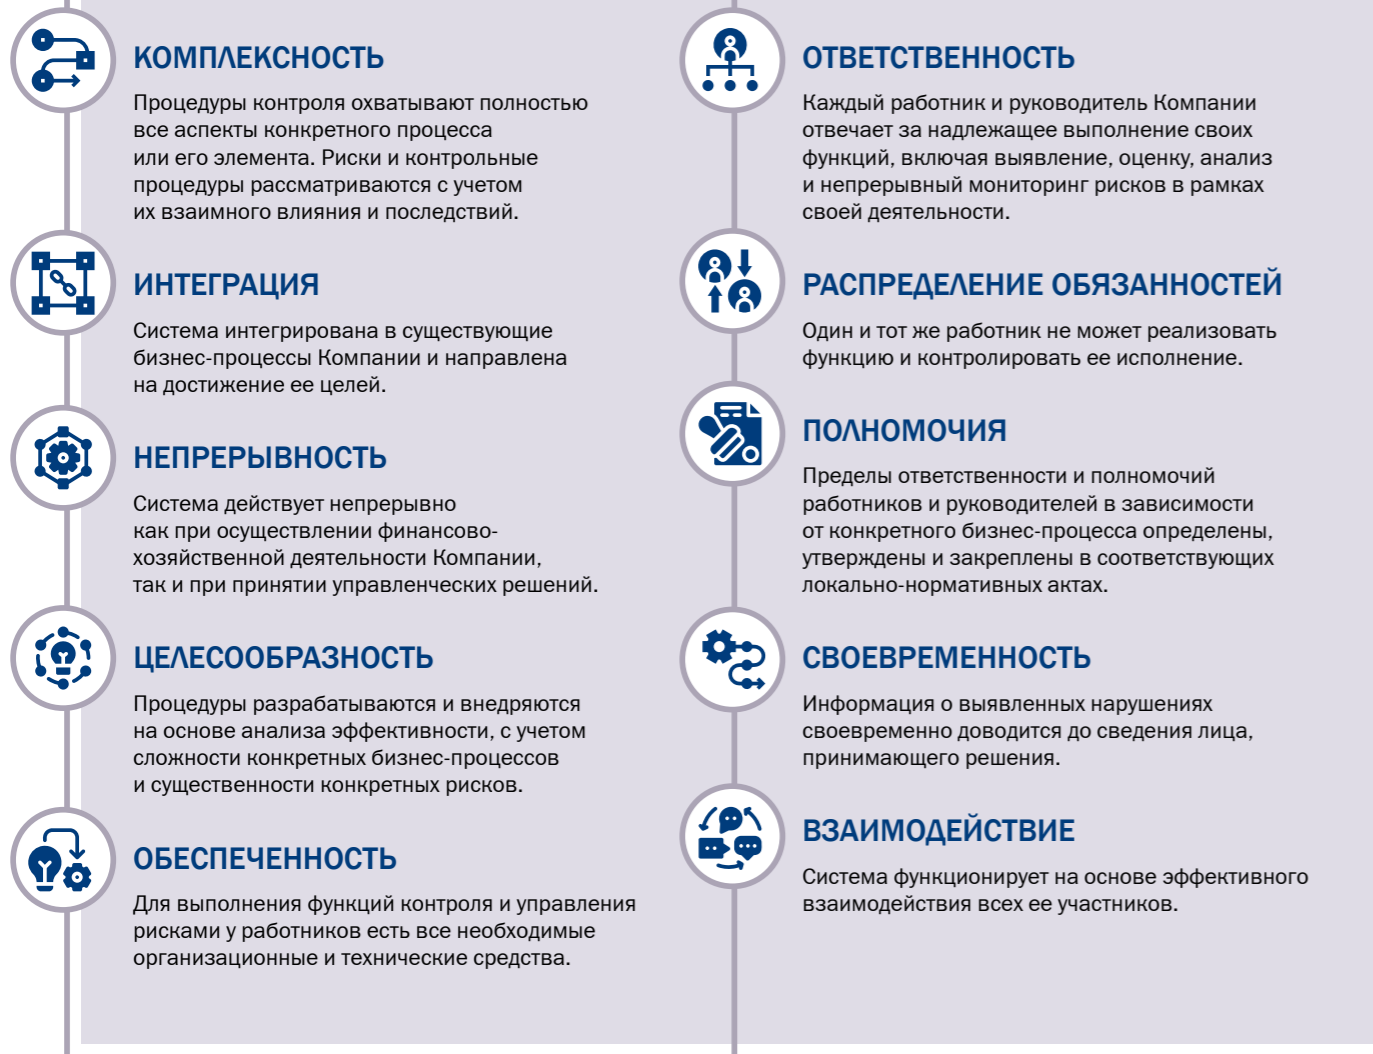 КОМПЛЕКСНОСТЬ
Процедуры контроля охватывают полностью
все аспекты конкретного процесса
или его элемента. Риски и контрольные
процедуры рассматриваются с учетом
их взаимного влияния и последствий.
ИНТЕГРАЦИЯ
Система интегрирована в существующие
бизнес-процессы Компании и направлена
на достижение ее целей.
НЕПРЕРЫВНОСТЬ
Система действует непрерывно
как при осуществлении финансово-
хозяйственной деятельности Компании,
так и при принятии управленческих решений.
ЦЕЛЕСООБРАЗНОСТЬ
Процедуры разрабатываются и внедряются
на основе анализа эффективности, с учетом
сложности конкретных бизнес-процессов
и существенности конкретных рисков.
ОБЕСПЕЧЕННОСТЬ
Для выполнения функций контроля и управления
рисками у работников есть все необходимые
организационные и технические средства.
ОТВЕТСТВЕННОСТЬ
Каждый работник и руководитель Компании
отвечает за надлежащее выполнение своих
функций, включая выявление, оценку, анализ
и непрерывный мониторинг рисков в рамках
своей деятельности.
РАСПРЕДЕЛЕНИЕ ОБЯЗАННОСТЕЙ
Один и тот же работник не может реализовать
функцию и контролировать ее исполнение.
ПОЛНОМОЧИЯ
Пределы ответственности и полномочий
работников и руководителей в зависимости
от конкретного бизнес-процесса определены,
утверждены и закреплены в соответствующих
локально-нормативных актах.
СВОЕВРЕМЕННОСТЬ
Информация о выявленных нарушениях
своевременно доводится до сведения лица,
принимающего решения.
ВЗАИМОДЕЙСТВИЕ
Система функционирует на основе эффективного
взаимодействия всех ее участников.